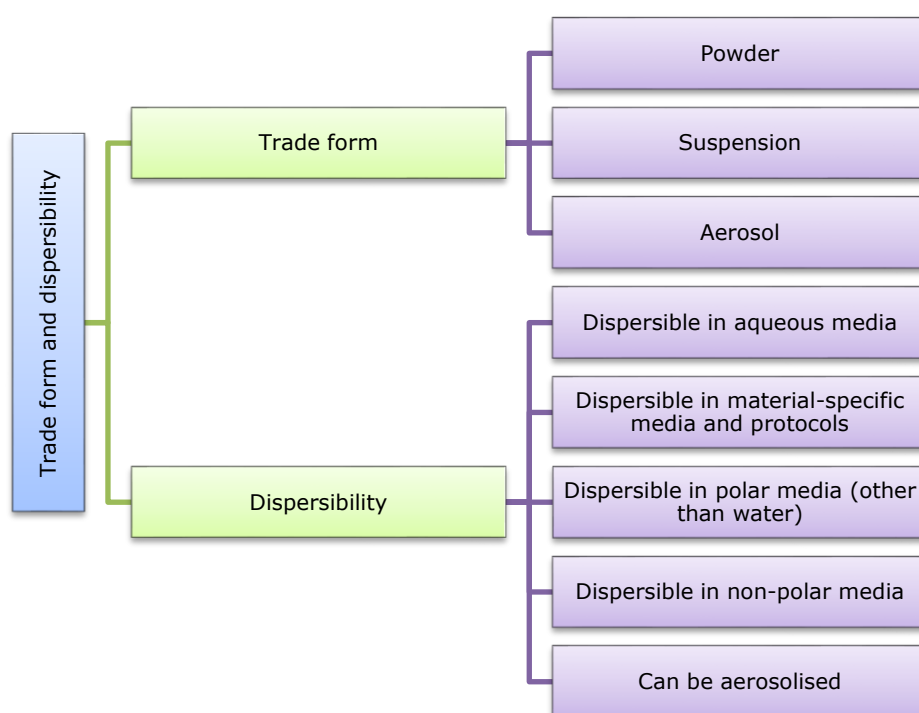 Trade form and dispersibility
Trade form
Powder
Suspension
Aerosol
Dispersibility
Dispersible in aqueous media
Dispersible in material-specific
media and protocols
Dispersible in polar media (other
than water)
Dispersible in non-polar media
Can be aerosolised